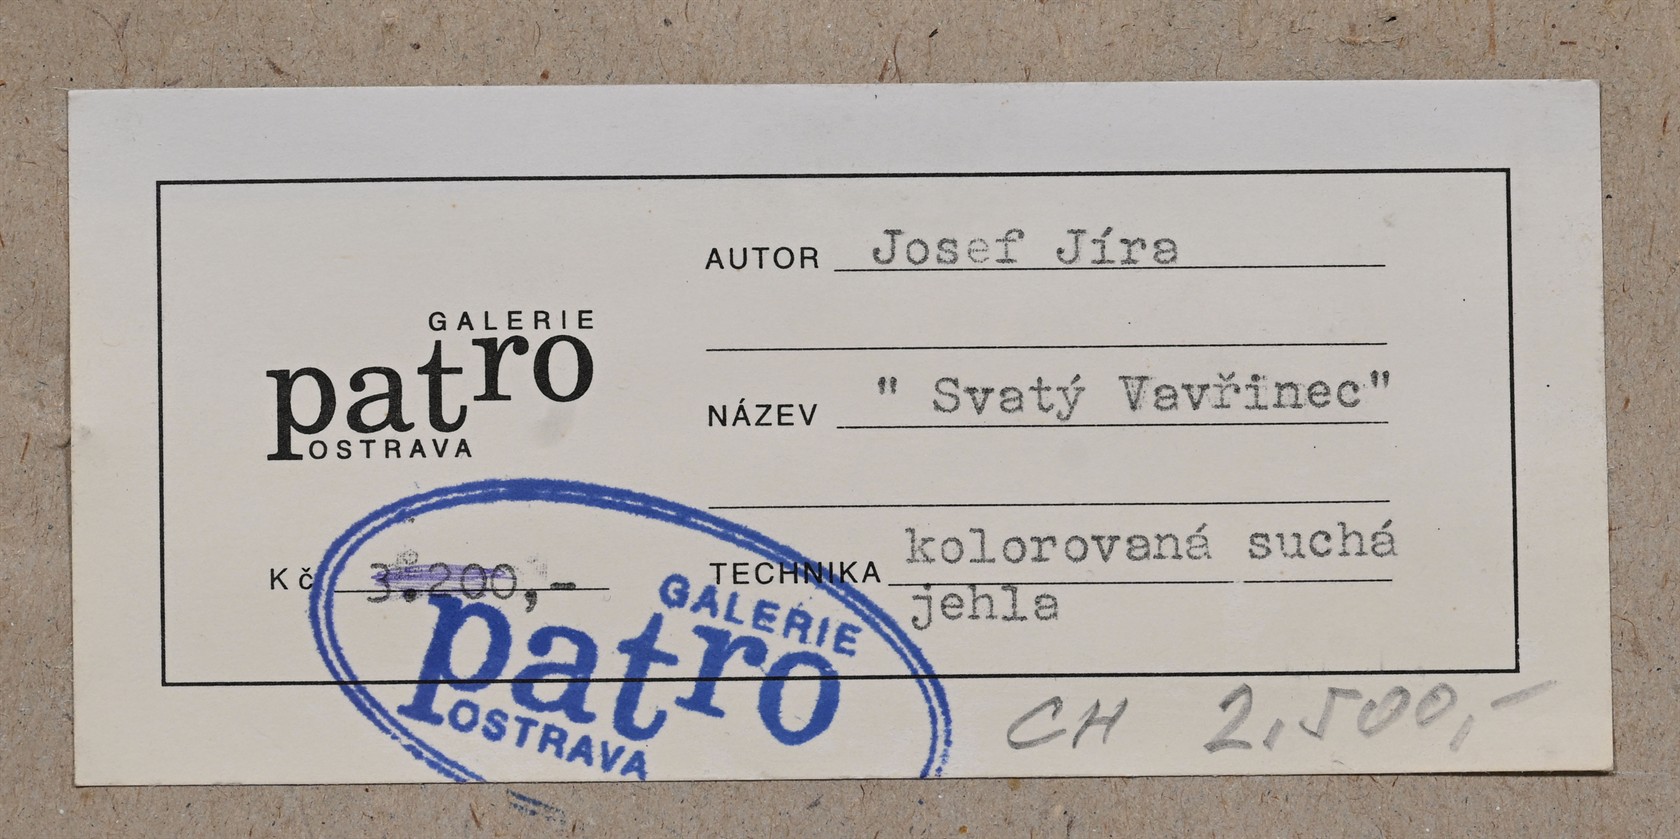 GALERIE
patro
OSTRAVA
AUTOR Josef Jíra
NÁZEV " Svatý Vavřinec"
Kč 3.200,-
TECHNIKA kolorovaná suchá
jehla
GALERIE
patro
OSTRAVA
CH 2,500,-